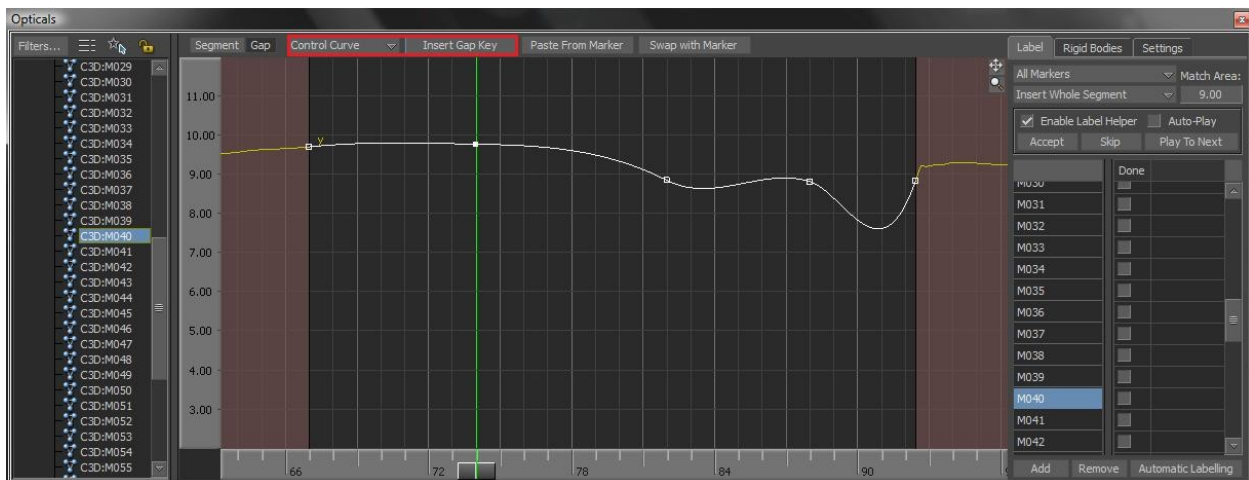 Opticals
Filters...
Segment Gap Control Curve Insert Gap Key Paste From Marker Swap with Marker
C3D:M029
C3D:M030
C3D:M031
C3D:M032
C3D:M033
C3D:M034
C3D:M035
C3D:M036
C3D:M037
C3D:M038
C3D:M039
C3D:M040
C3D:M041
C3D:M042
C3D:M043
C3D:M044
C3D:M045
C3D:M046
C3D:M047
C3D:M048
C3D:M049
C3D:M050
C3D:M051
C3D:M052
C3D:M053
C3D:M054
C3D:M055
11.00
10.00
9.00
8.00
7.00
6.00
5.00
4.00
3.00
y
66 72 78 84 90
Label Rigid Bodies Settings
All Markers Match Area:
Insert Whole Segment 9.00
Enable Label Helper Auto-Play
Accept Skip Play To Next
Done
M030
M031
M032
M033
M034
M035
M036
M037
M038
M039
M040
M041
M042
Add Remove Automatic Labelling